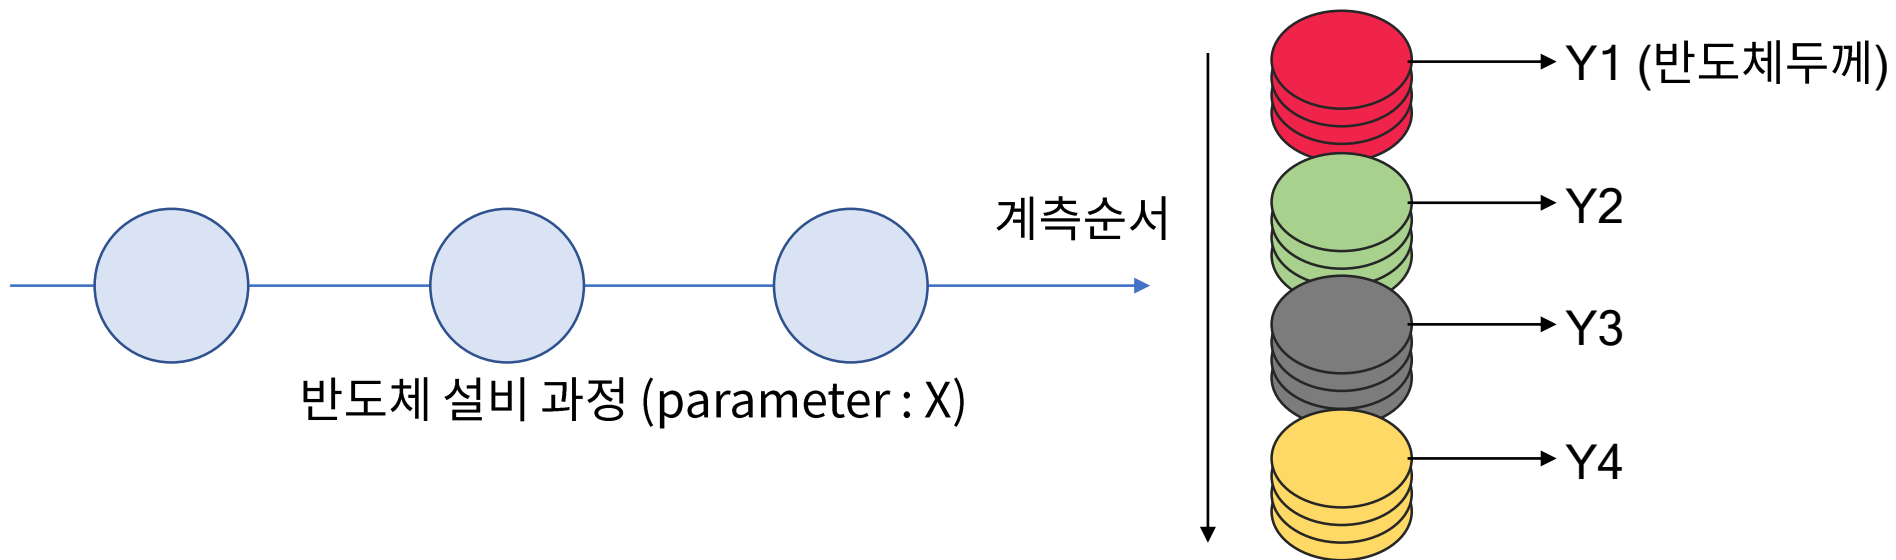 Y1 (반도체두께)
계측순서
Y2
Y3
반도체 설비 과정 (parameter : X)
Y4